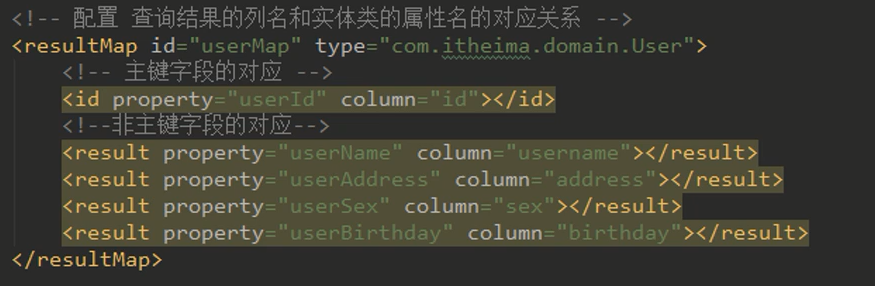 <!-- 配置 查询结果的列名和实体类的属性名的对应关系 -->
<resultMap id="userMap" type="com.itheima.domain.User">
<!-- 主键字段的对应 -->
<id property="userId" column="id"></id>
<!--非主键字段的对应-->
<result property="userName" column="username"></result>
<result property="userAddress" column="address"></result>
<result property="userSex" column="sex"></result>
<result property="userBirthday" column="birthday"></result>
</resultMap>